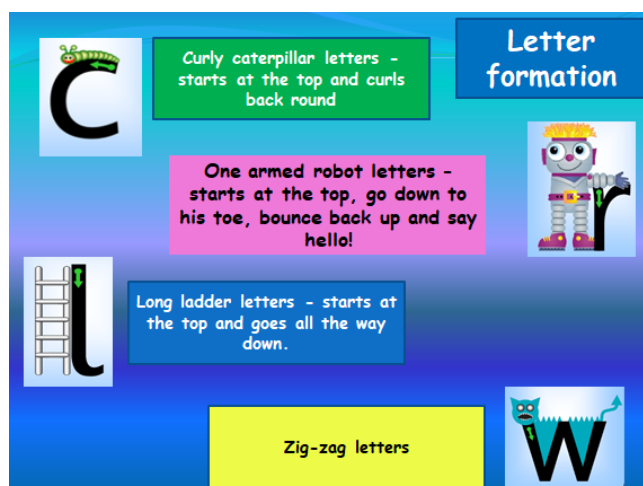 Letter
formation
Curly caterpillar letters -
starts at the top and curls
back round
c
One armed robot letters -
starts at the top, go down to
his toe, bounce back up and say
hello!
r
l
Long ladder letters - starts at
the top and goes all the way
down.
Zig-zag letters
w